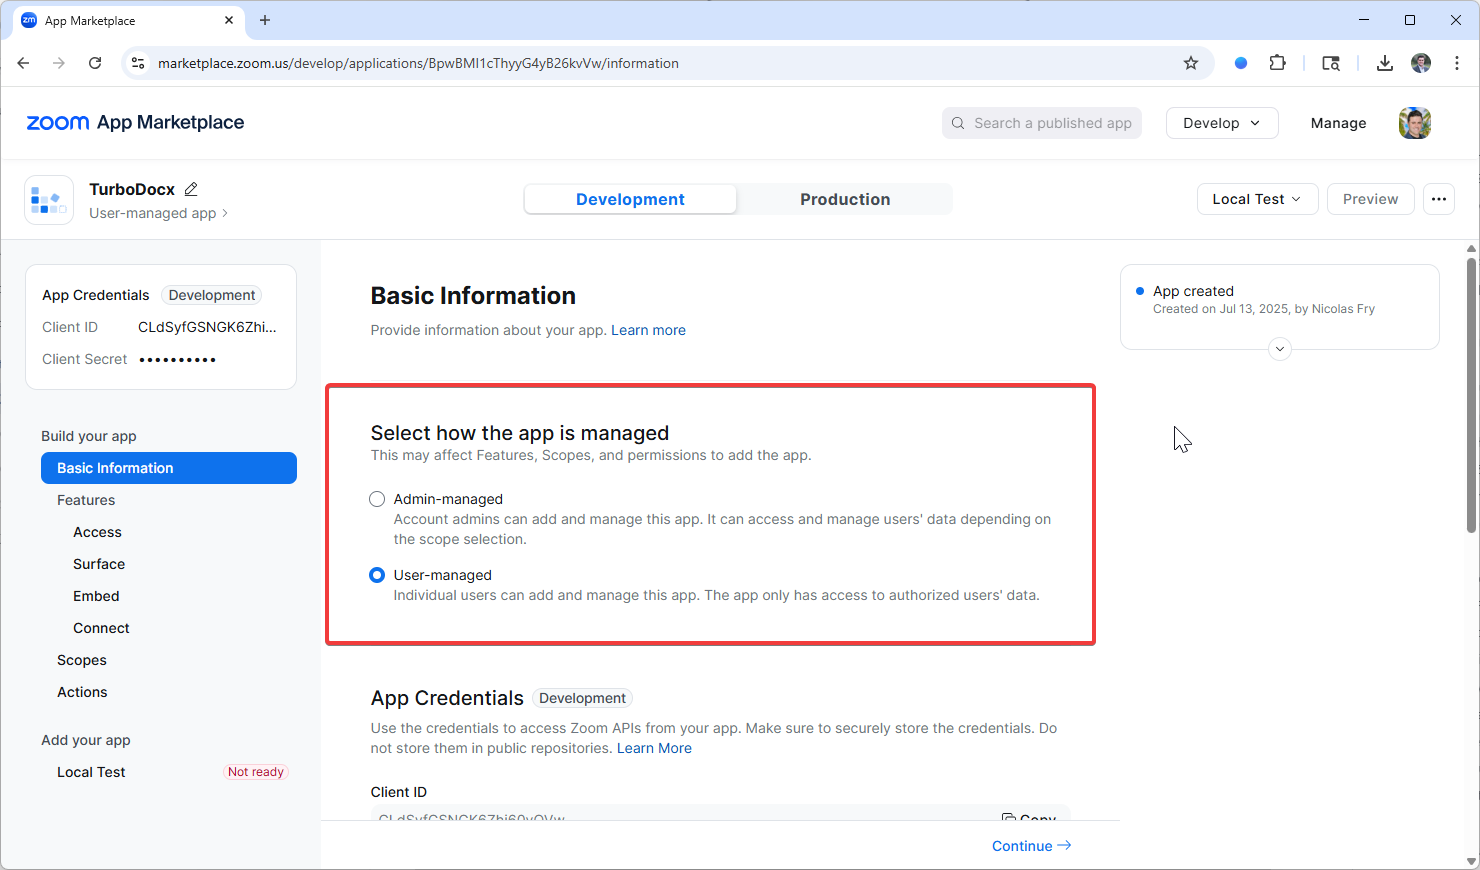 App Marketplace
marketplace.zoom.us/develop/applications/BpwBMI1cThyyG4yB26kvVw/information
zoom App Marketplace
Search a published app
Develop
Manage
TurboDocx
User-managed app
Development
Production
Local Test
Preview
App Credentials Development
Client ID CLdSyfGSNGK6Zhi...
Client Secret ••••••••••
Build your app
Basic Information
Features
Access
Surface
Embed
Connect
Scopes
Actions
Add your app
Local Test Not ready
Basic Information
Provide information about your app. Learn more
Select how the app is managed
This may affect Features, Scopes, and permissions to add the app.
Admin-managed
Account admins can add and manage this app. It can access and manage users' data depending on
the scope selection.
User-managed
Individual users can add and manage this app. The app only has access to authorized users' data.
App Credentials Development
Use the credentials to access Zoom APIs from your app. Make sure to securely store the credentials. Do
not store them in public repositories. Learn More
Client ID
Copy
Continue
App created
Created on Jul 13, 2025, by Nicolas Fry